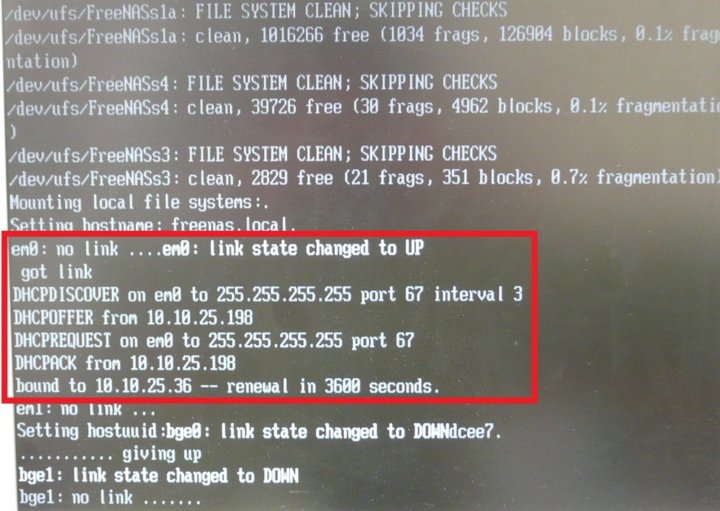 /dev/ufs/FreeNASs1a: FILE SYSTEM CLEAN; SKIPPING CHECKS
/dev/ufs/FreeNASs1a: clean, 1016266 free (1034 frags, 126904 blocks, 0.1% frag
ntation)
/dev/ufs/FreeNASs4: FILE SYSTEM CLEAN; SKIPPING CHECKS
/dev/ufs/FreeNASs4: clean, 39726 free (30 frags, 4962 blocks, 0.1% fragmentati
)
/dev/ufs/FreeNASs3: FILE SYSTEM CLEAN; SKIPPING CHECKS
/dev/ufs/FreeNASs3: clean, 2829 free (21 frags, 351 blocks, 0.7% fragmentation)
Mounting local file systems:.
Setting hostname: freenas.local.
em0: no link ....em0: link state changed to UP
got link
DHCPDISCOVER on em0 to 255.255.255.255 port 67 interval 3
DHCPOFFER from 10.10.25.198
DHCPREQUEST on em0 to 255.255.255.255 port 67
DHCPACK from 10.10.25.198
bound to 10.10.25.36 -- renewal in 3600 seconds.
em1: no link ...
Setting hostuuid:bge0: link state changed to DOWNdcee7.
........... giving up
bge1: link state changed to DOWN
bge1: no link .......